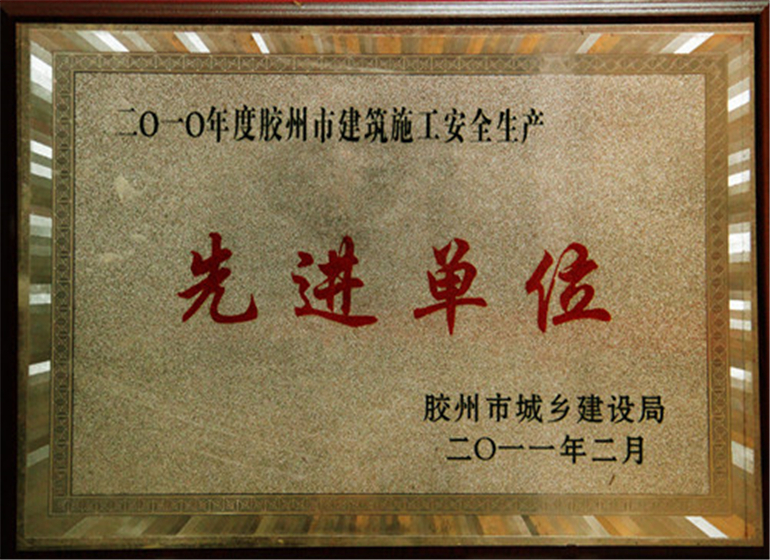 二〇一〇年度胶州市建筑施工安全生产
先进单位
胶州市城乡建设局
二〇一一年二月